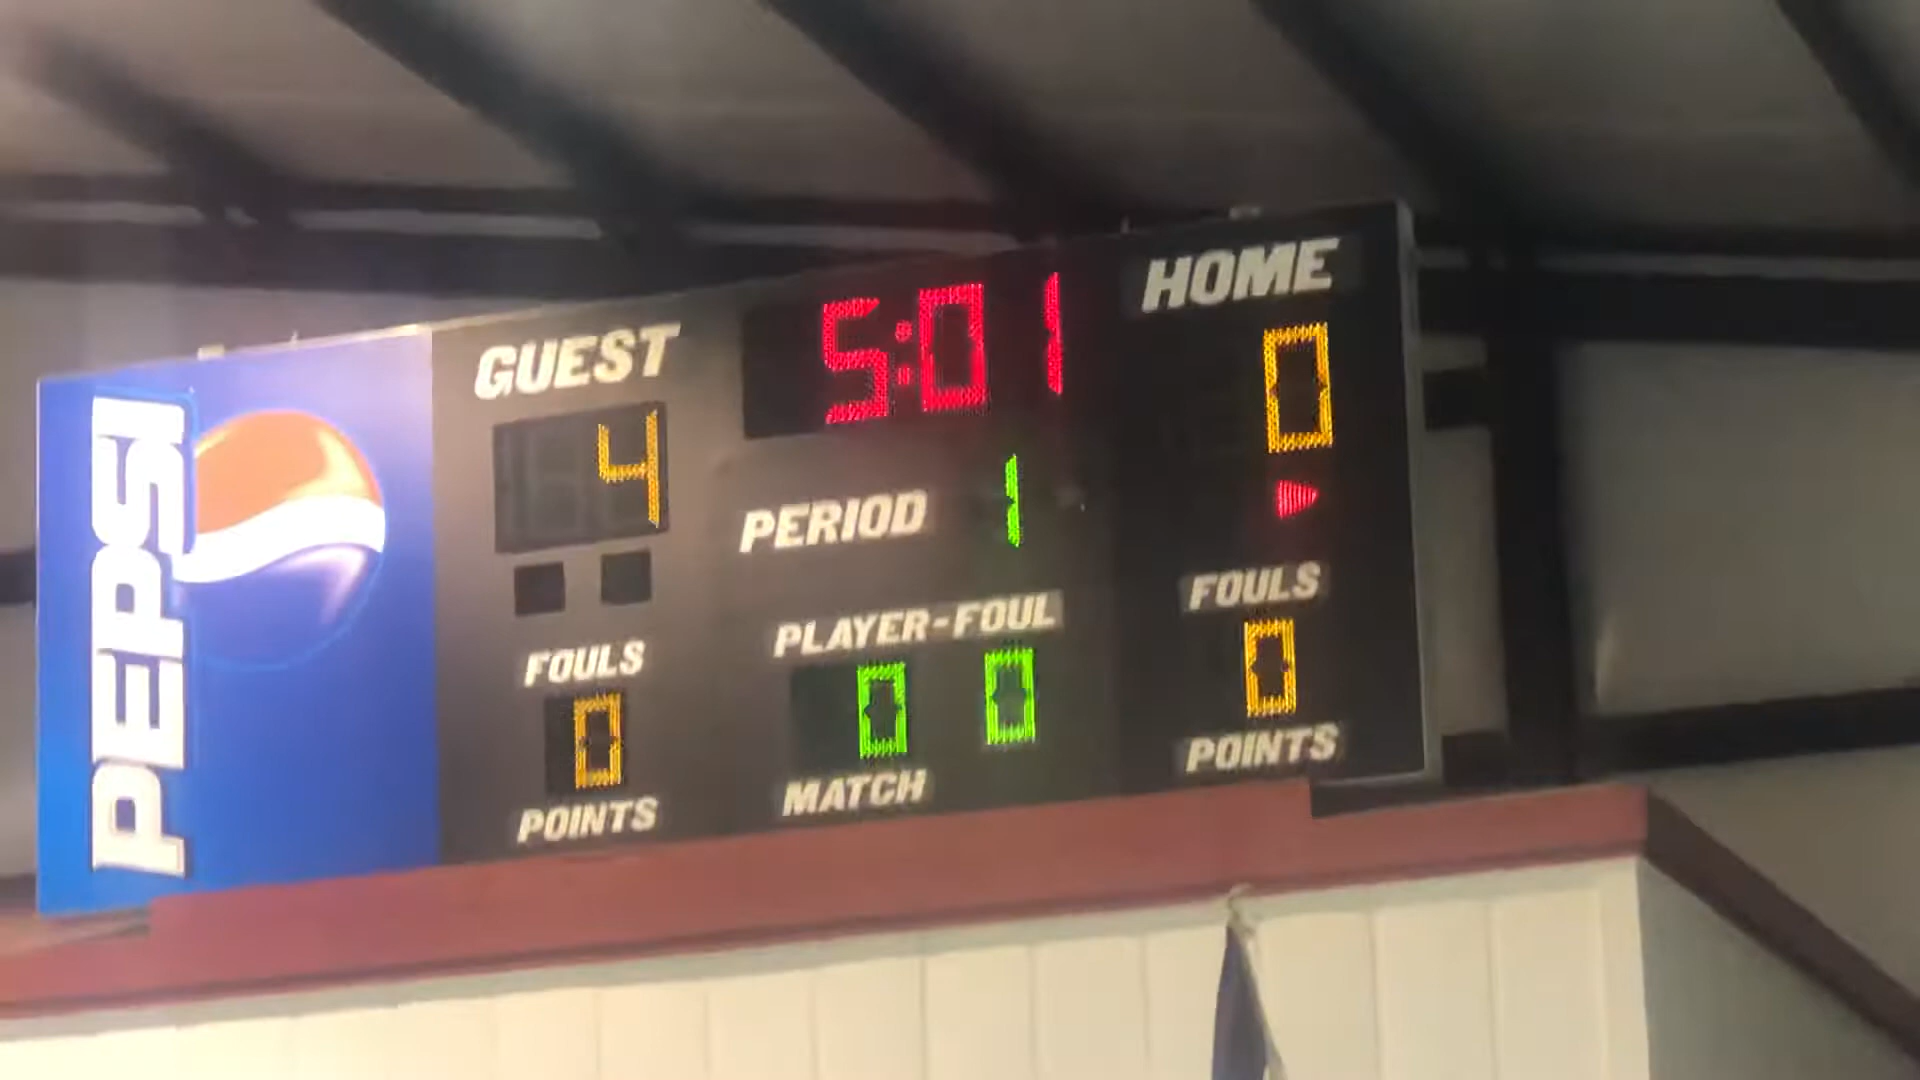 PEPSI
GUEST
5:01
HOME
4
0
PERIOD 1
FOULS
PLAYER-FOUL
FOULS
0
0 0
0
POINTS
MATCH
POINTS